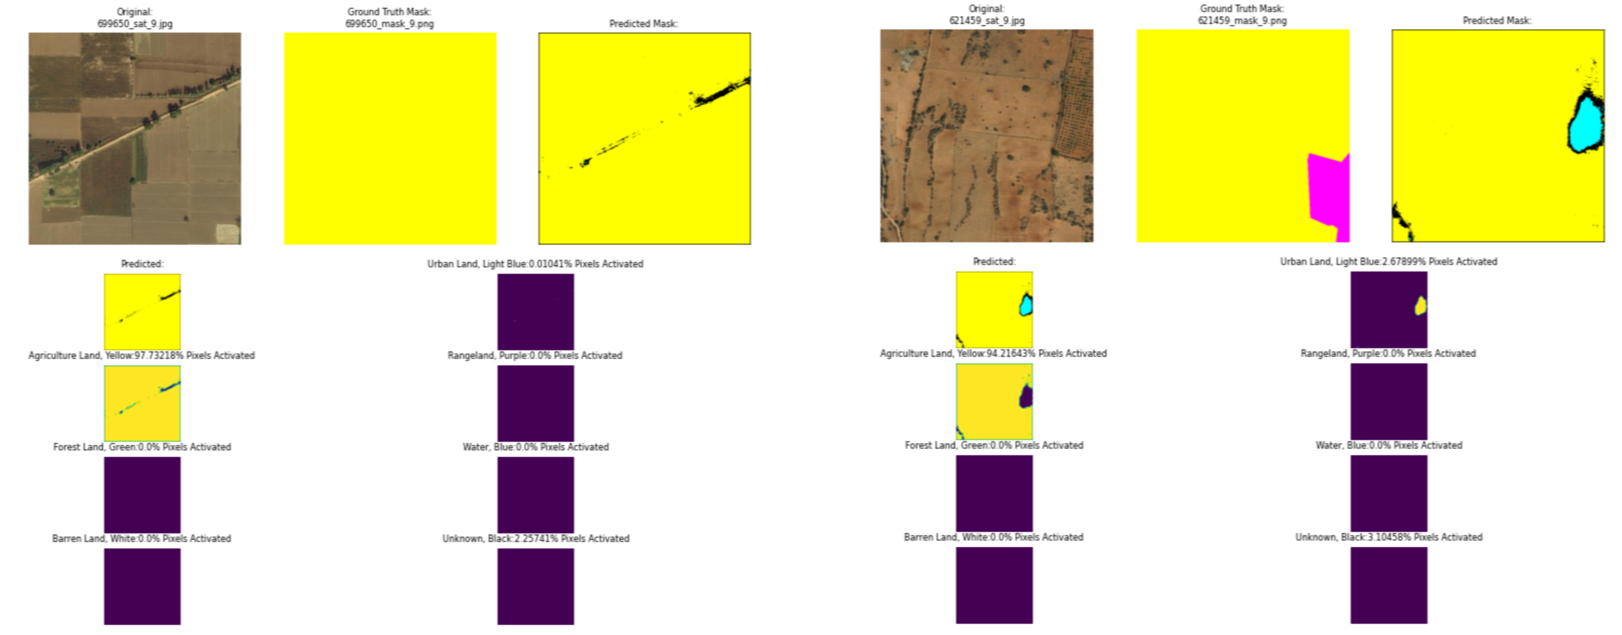 Original:
699650_sat_9.jpg
Ground Truth Mask:
699650_mask_9.png
Predicted Mask:
Predicted:
Urban Land, Light Blue:0.01041% Pixels Activated
Agriculture Land, Yellow:97.73218% Pixels Activated
Rangeland, Purple:0.0% Pixels Activated
Forest Land, Green:0.0% Pixels Activated
Water, Blue:0.0% Pixels Activated
Barren Land, White:0.0% Pixels Activated
Unknown, Black:2.25741% Pixels Activated
Original:
621459_sat_9.jpg
Ground Truth Mask:
621459_mask_9.png
Predicted Mask:
Predicted:
Urban Land, Light Blue:2.67899% Pixels Activated
Agriculture Land, Yellow:94.21643% Pixels Activated
Rangeland, Purple:0.0% Pixels Activated
Forest Land, Green:0.0% Pixels Activated
Water, Blue:0.0% Pixels Activated
Barren Land, White:0.0% Pixels Activated
Unknown, Black:3.10458% Pixels Activated